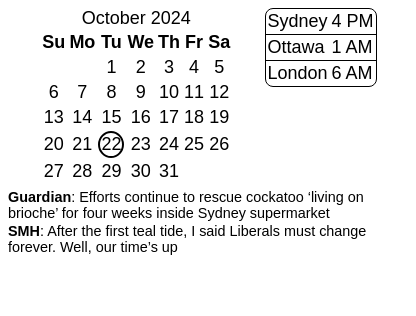 October 2024
Su Mo Tu We Th Fr Sa
1 2 3 4 5
6 7 8 9 10 11 12
13 14 15 16 17 18 19
20 21 22 23 24 25 26
27 28 29 30 31
Sydney 4 PM
Ottawa 1 AM
London 6 AM
Guardian: Efforts continue to rescue cockatoo ‘living on
brioche’ for four weeks inside Sydney supermarket
SMH: After the first teal tide, I said Liberals must change
forever. Well, our time’s up